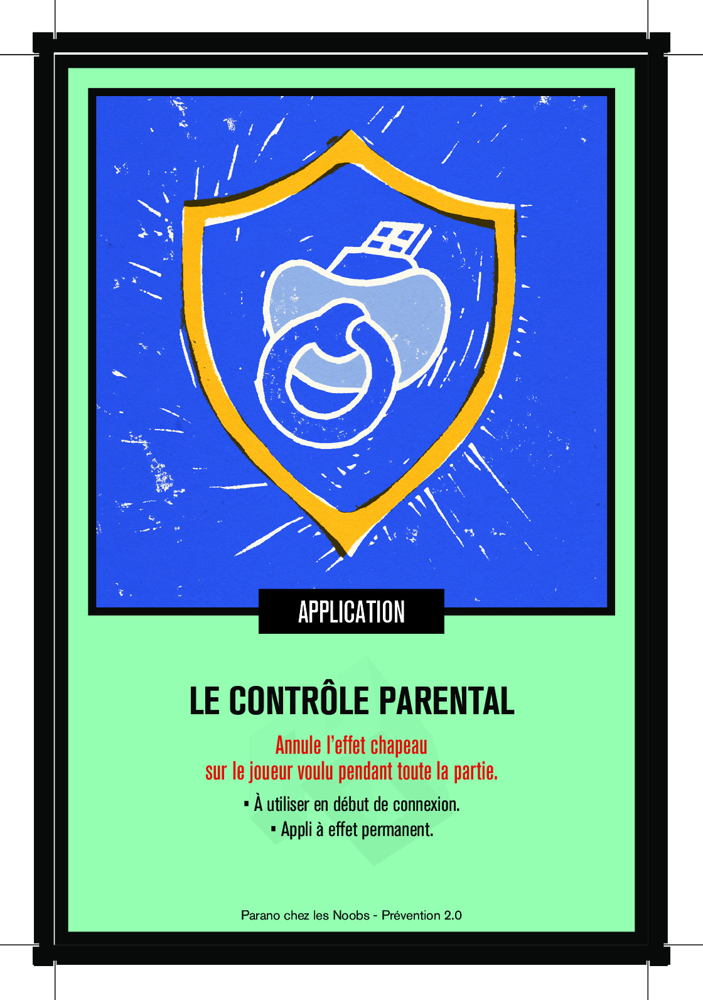 APPLICATION
LE CONTRÔLE PARENTAL
Annule l’effet chapeau
sur le joueur voulu pendant toute la partie.
▪ À utiliser en début de connexion.
▪ Appli à effet permanent.
Parano chez les Noobs - Prévention 2.0